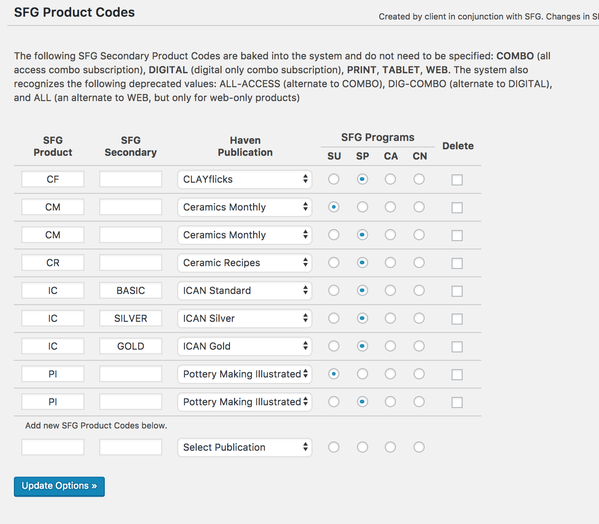 SFG Product Codes
Created by client in conjunction with SFG. Changes in
The following SFG Secondary Product Codes are baked into the system and do not need to be specified: COMBO (all
access combo subscription), DIGITAL (digital only combo subscription), PRINT, TABLET, WEB. The system also
recognizes the following deprecated values: ALL-ACCESS (alternate to COMBO), DIG-COMBO (alternate to DIGITAL),
and ALL (an alternate to WEB, but only for web-only products)
SFG Product SFG Secondary Haven Publication SFG Programs Delete
SU SP CA CN
CF CLAYflicks
CM Ceramics Monthly
CM Ceramics Monthly
CR Ceramic Recipes
IC BASIC ICAN Standard
IC SILVER ICAN Silver
IC GOLD ICAN Gold
PI Pottery Making Illustrated
PI Pottery Making Illustrated
Add new SFG Product Codes below.
Select Publication
Update Options »